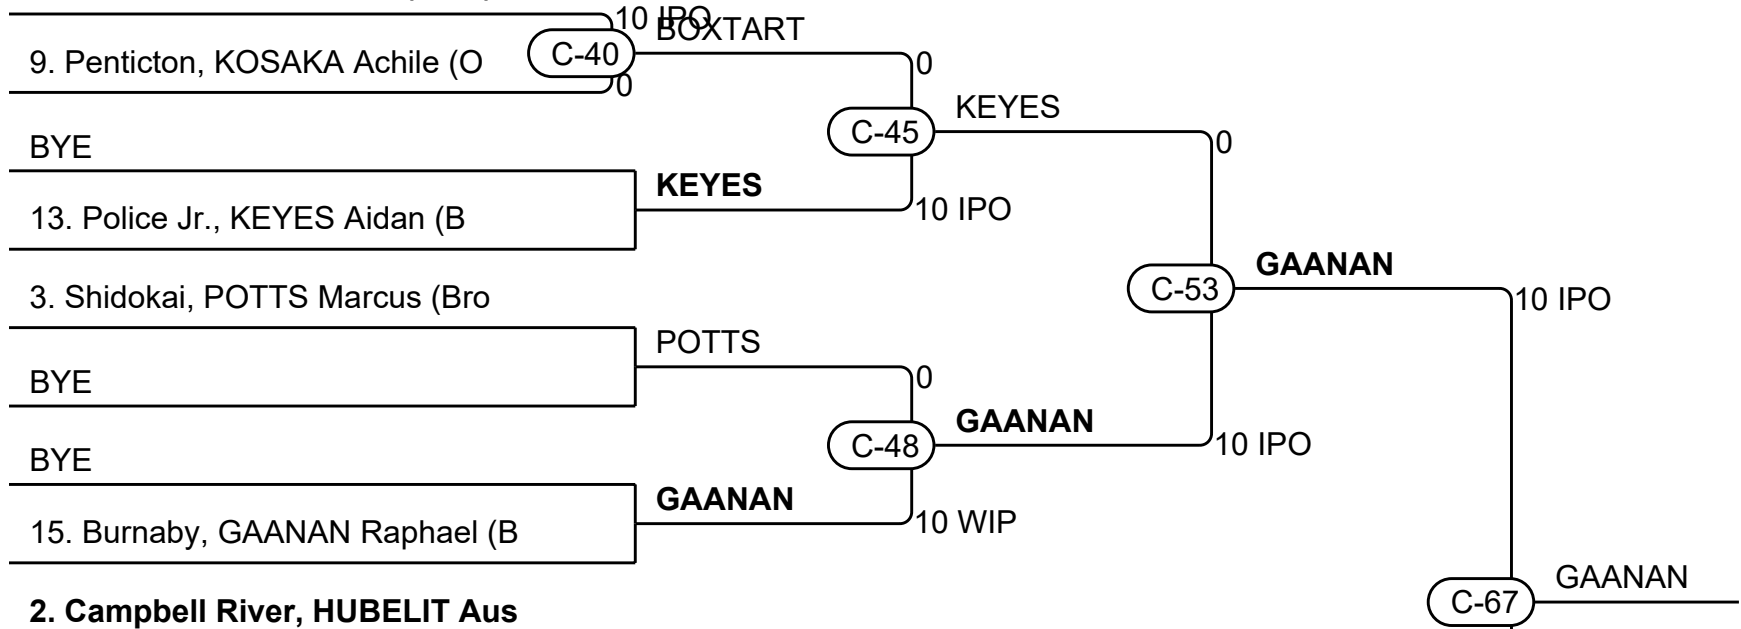 10 IPO
BOXTART
9. Penticton, KOSAKA Achile (O
C-40
0
0
KEYES
C-45
0
BYE
KEYES
10 IPO
13. Police Jr., KEYES Aidan (B
GAANAN
C-53
10 IPO
3. Shidokai, POTTS Marcus (Bro
POTTS
0
BYE
GAANAN
C-48
10 IPO
BYE
GAANAN
10 WIP
15. Burnaby, GAANAN Raphael (B
GAANAN
C-67
2. Campbell River, HUBELIT Aus